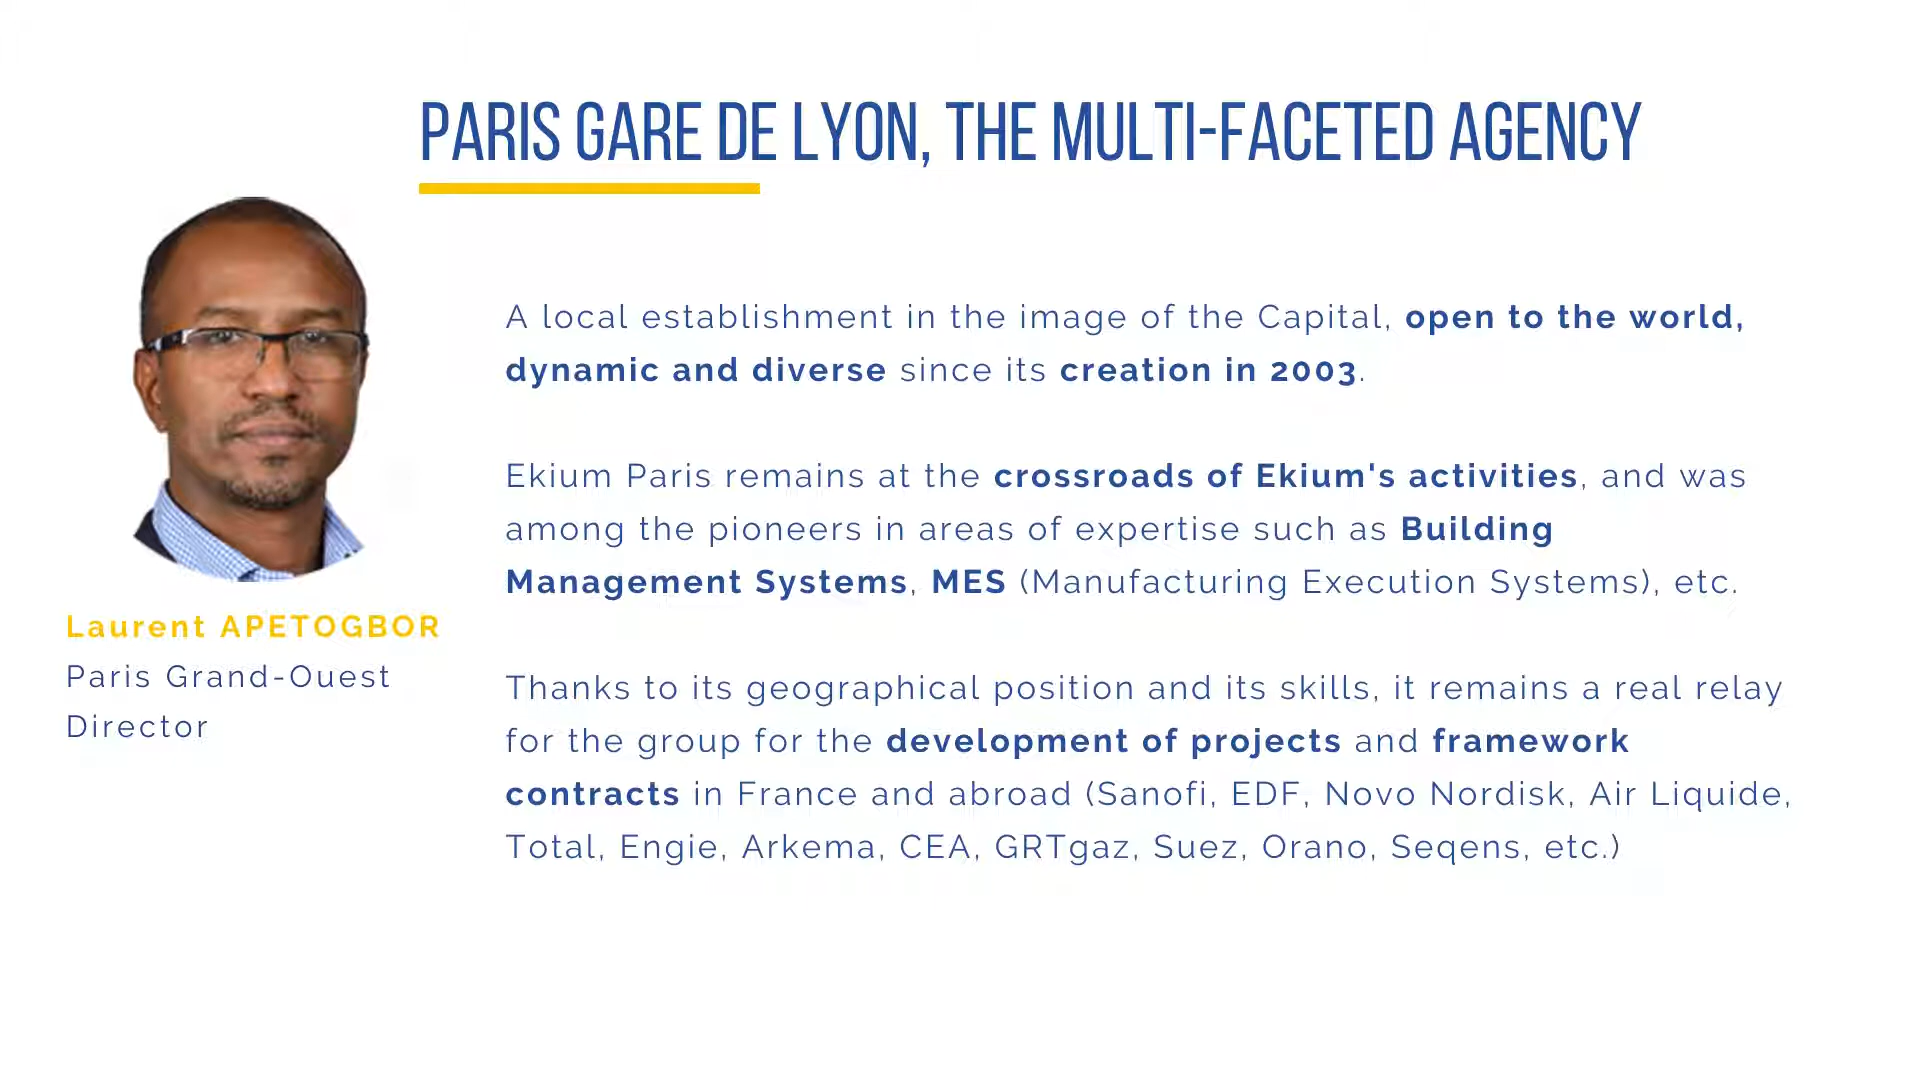 PARIS GARE DE LYON, THE MULTI-FACETED AGENCY
A local establishment in the image of the Capital, open to the world,
dynamic and diverse since its creation in 2003.
Ekium Paris remains at the crossroads of Ekium's activities, and was
among the pioneers in areas of expertise such as Building
Management Systems, MES (Manufacturing Execution Systems), etc.
Thanks to its geographical position and its skills, it remains a real relay
for the group for the development of projects and framework
contracts in France and abroad (Sanofi, EDF, Novo Nordisk, Air Liquide,
Total, Engie, Arkema, CEA, GRTgaz, Suez, Orano, Seqens, etc.)
Laurent APETOGBOR
Paris Grand-Ouest
Director